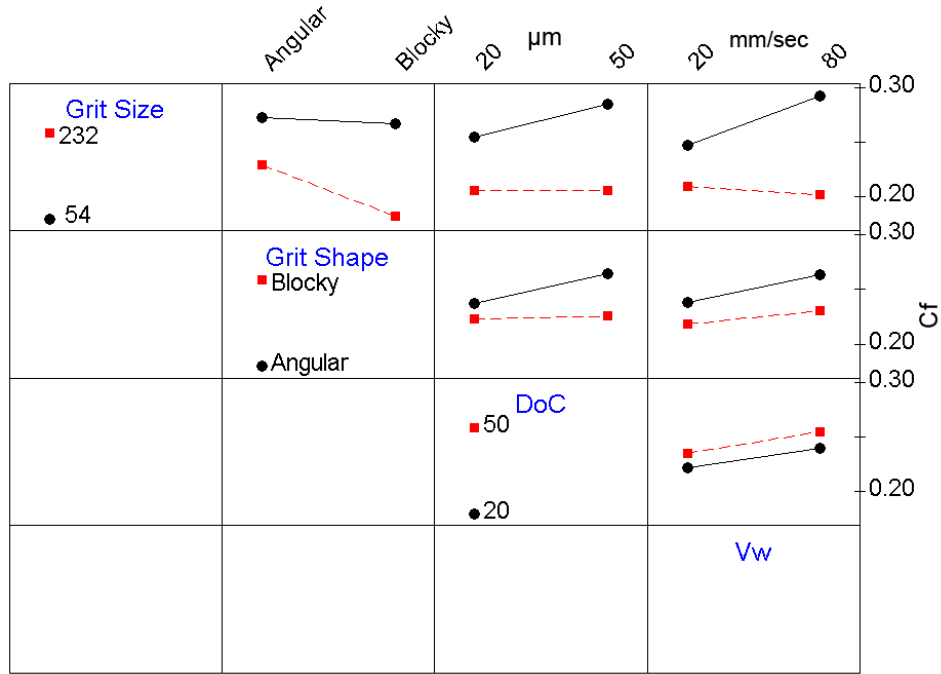 Angular
Blocky
20
µm
50
20
mm/sec
80
Grit Size
232
54
0.30
0.20
Grit Shape
Blocky
Angular
0.30
0.20
Cf
DoC
50
20
0.30
0.20
Vw